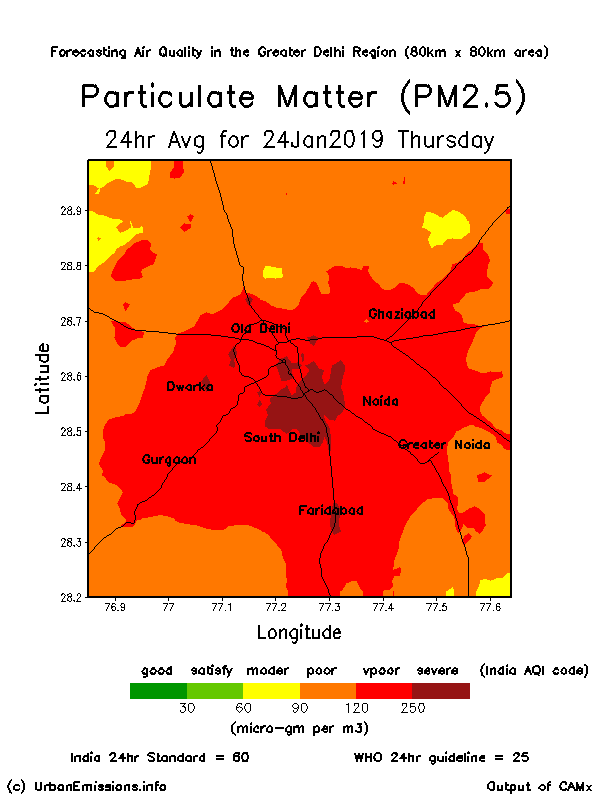 Forecasting Air Quality in the Greater Delhi Region (80km x 80km area)
Particulate Matter (PM2.5)
24hr Avg for 24Jan2019 Thursday
28.9
28.8
28.7
28.6
28.5
28.4
28.3
28.2
Latitude
Ghaziabad
Old Delhi
Dwarka
Noida
South Delhi
Greater Noida
Gurgaon
Faridabad
76.9 77 77.1 77.2 77.3 77.4 77.5 77.6
Longitude
good satisfy moder poor vpoor severe (India AQI code)
30 60 90 120 250
(micro-gm per m3)
India 24hr Standard = 60 WHO 24hr guideline = 25
(c) UrbanEmissions.info Output of CAMx